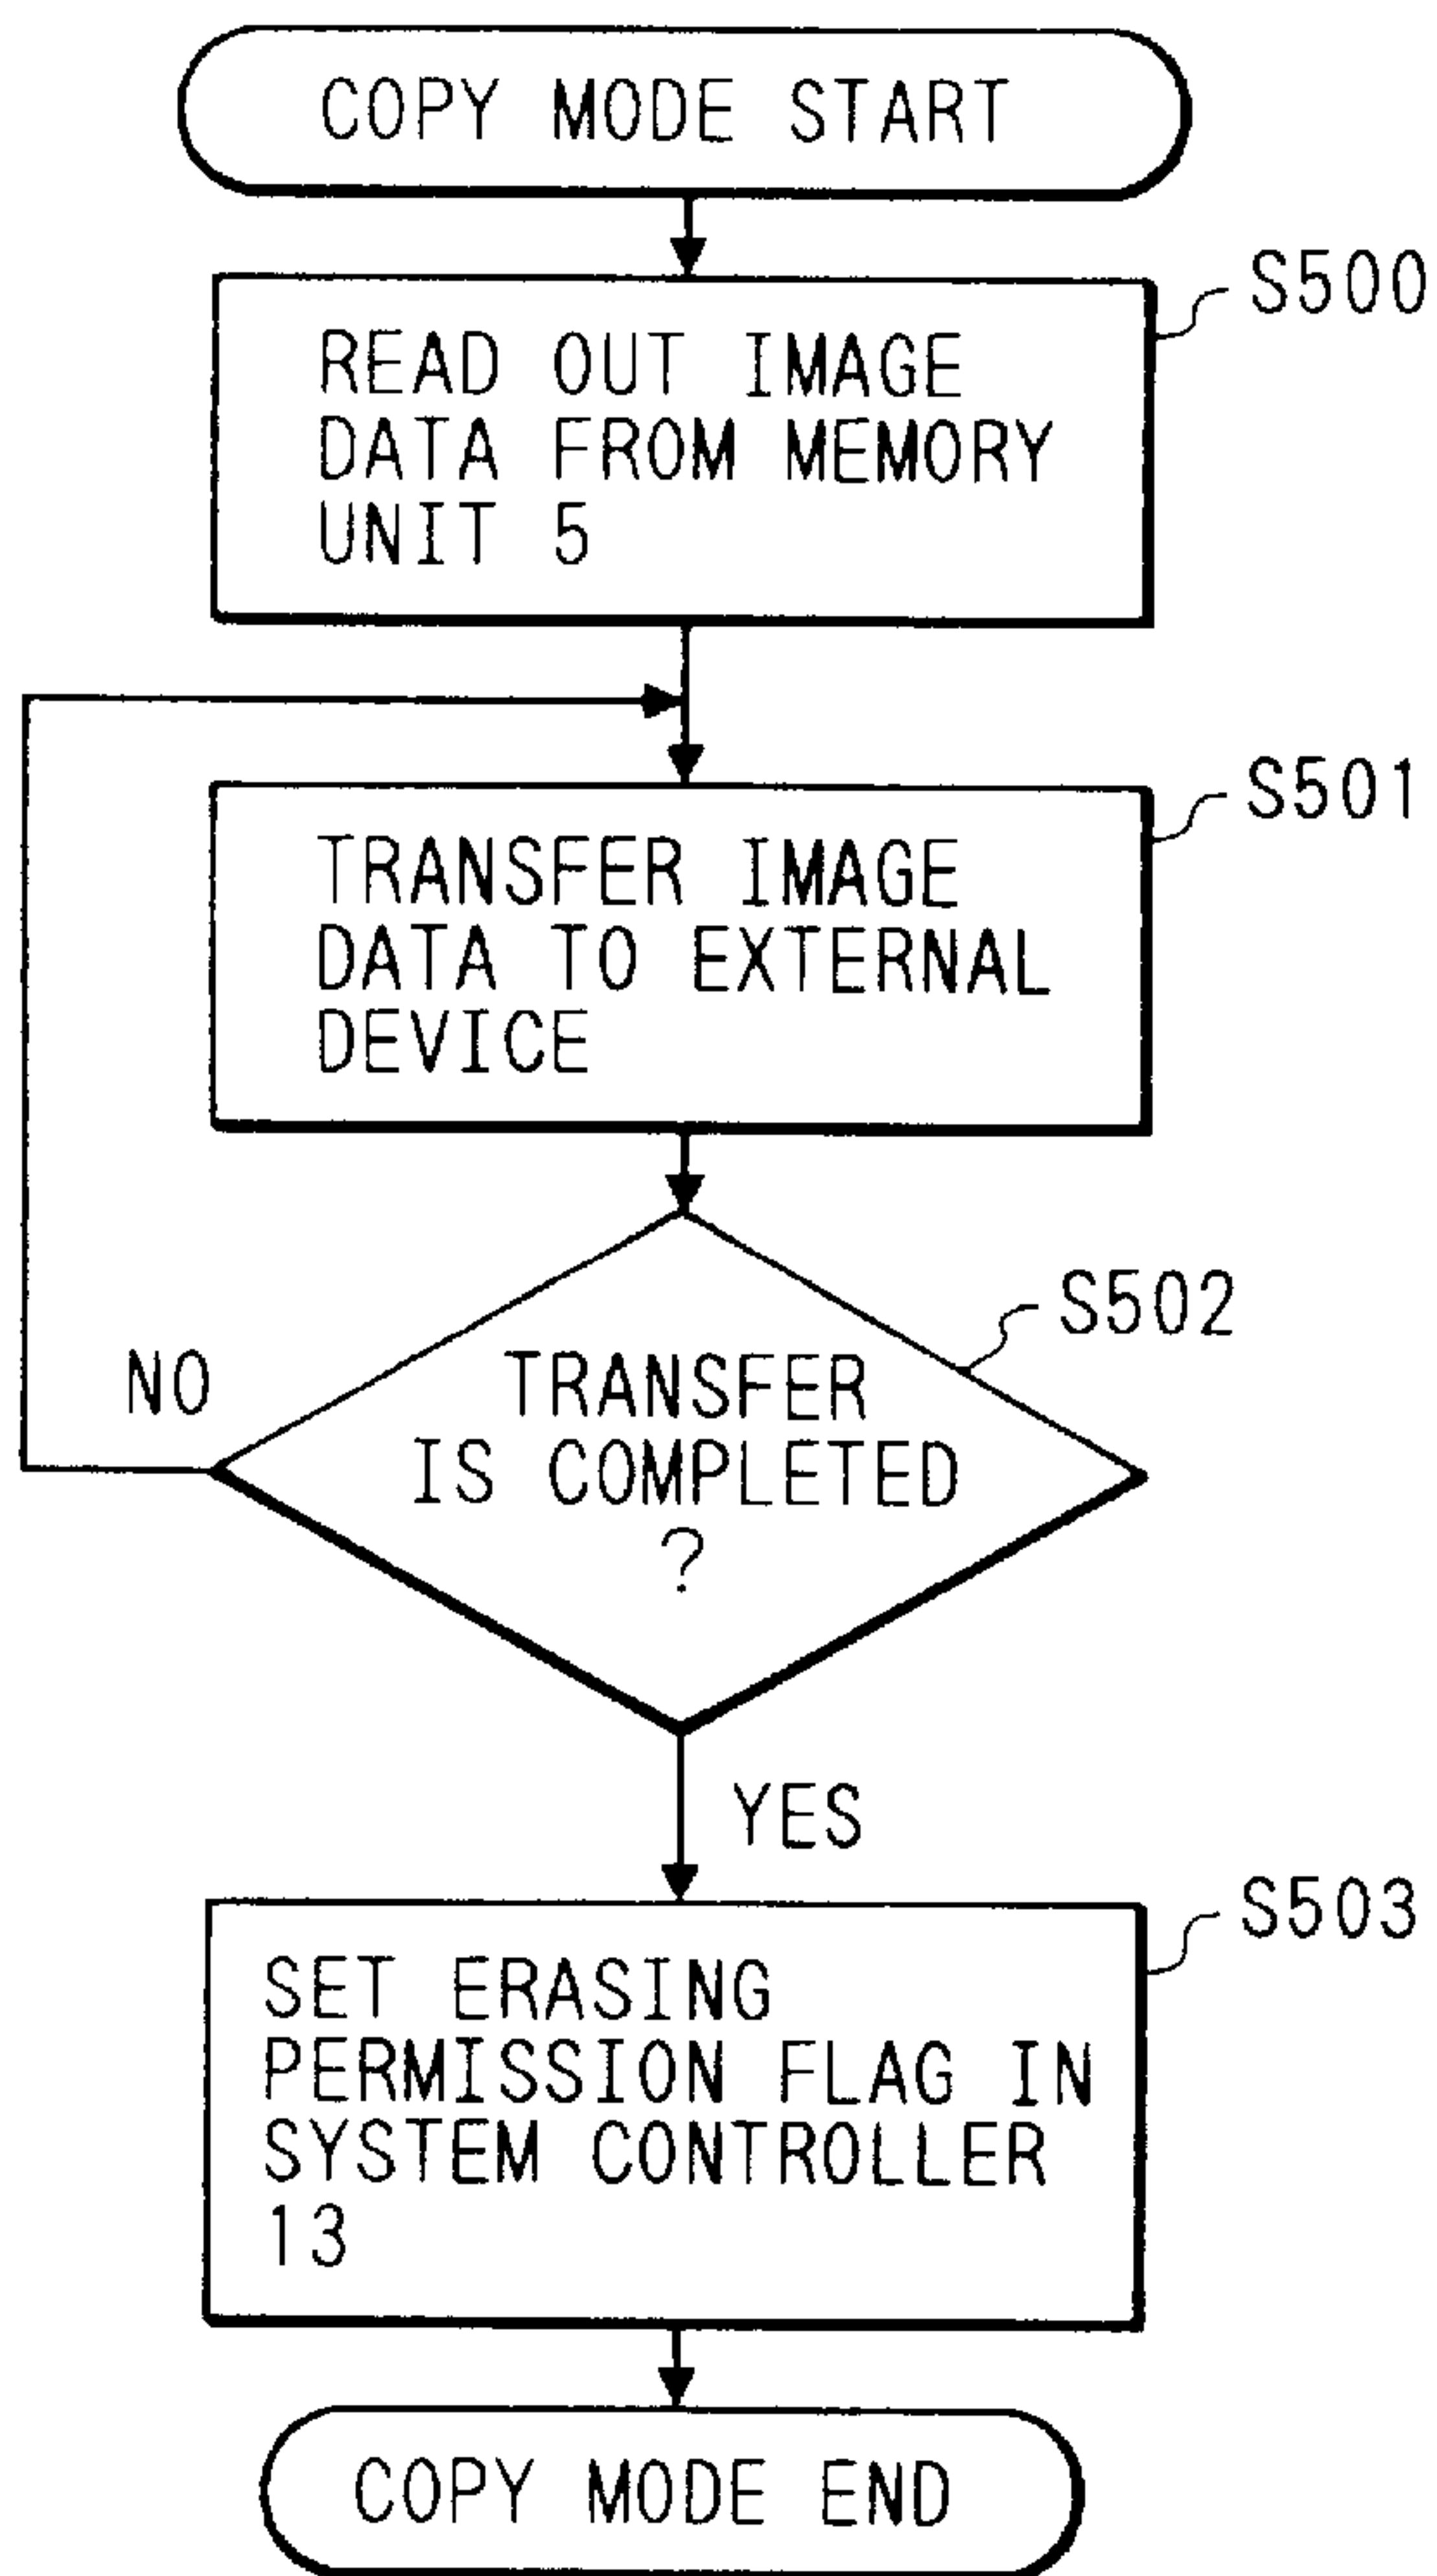 COPY MODE START
S500
READ OUT IMAGE
DATA FROM MEMORY
UNIT 5
S501
TRANSFER IMAGE
DATA TO EXTERNAL
DEVICE
S502
NO
TRANSFER
IS COMPLETED
?
YES
S503
SET ERASING
PERMISSION FLAG IN
SYSTEM CONTROLLER
13
COPY MODE END